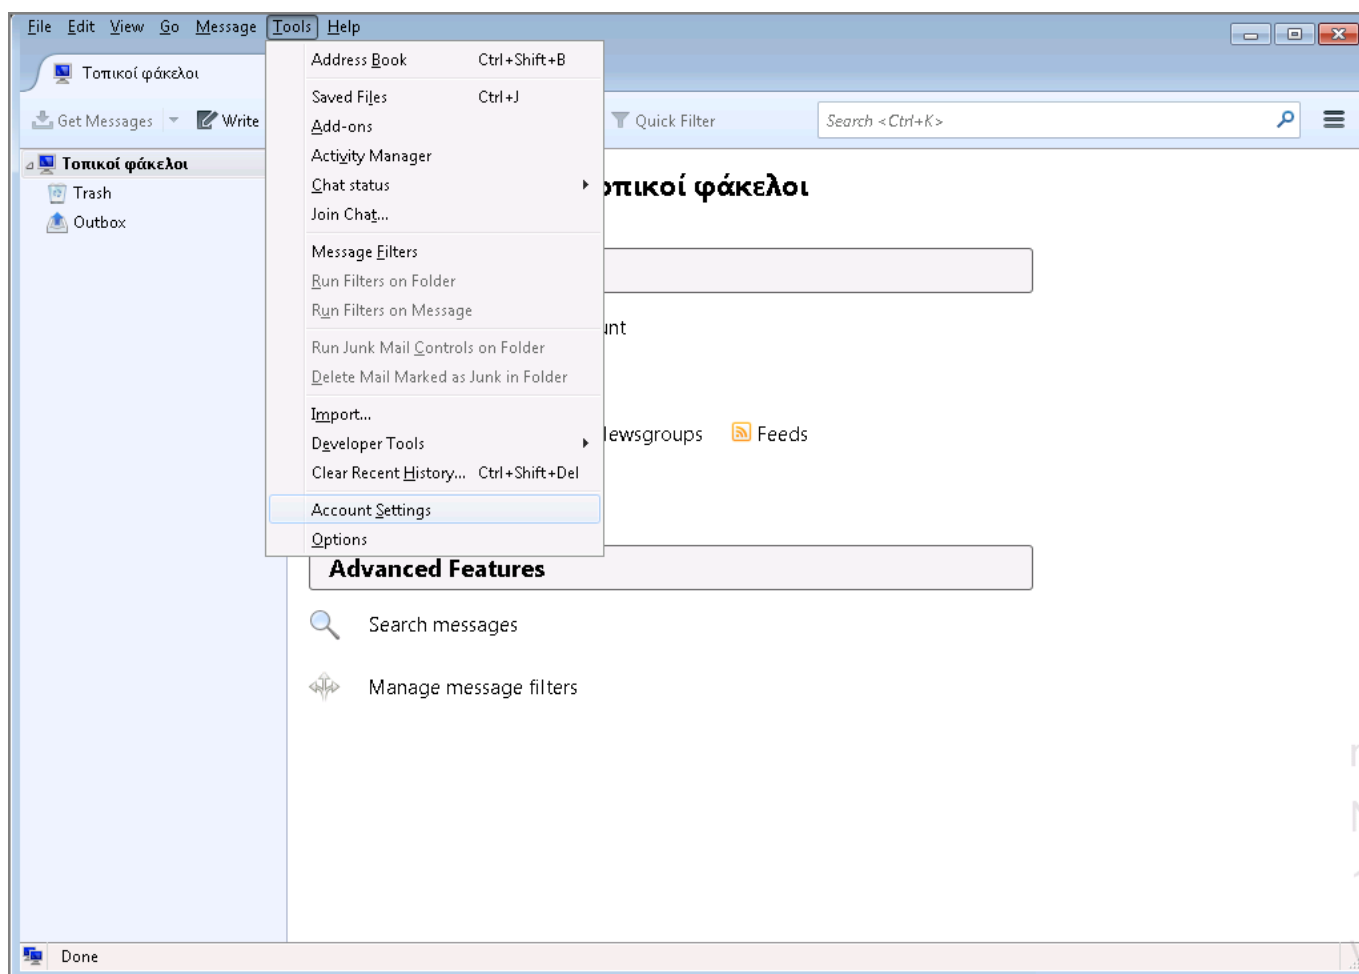 File Edit View Go Message Tools Help
Τοπικοί φάκελοι
Get Messages Write Quick Filter Search <Ctrl+K>
Address Book Ctrl+Shift+B
Saved Files Ctrl+J
Add-ons
Activity Manager
Chat status
Join Chat...
Message Filters
Run Filters on Folder
Run Filters on Message
Run Junk Mail Controls on Folder
Delete Mail Marked as Junk in Folder
Import...
Developer Tools
Clear Recent History... Ctrl+Shift+Del
Account Settings
Options
Τοπικοί φάκελοι
Trash
Outbox
οπικοί φάκελοι
unt
ewsgroups Feeds
Advanced Features
Search messages
Manage message filters
Done